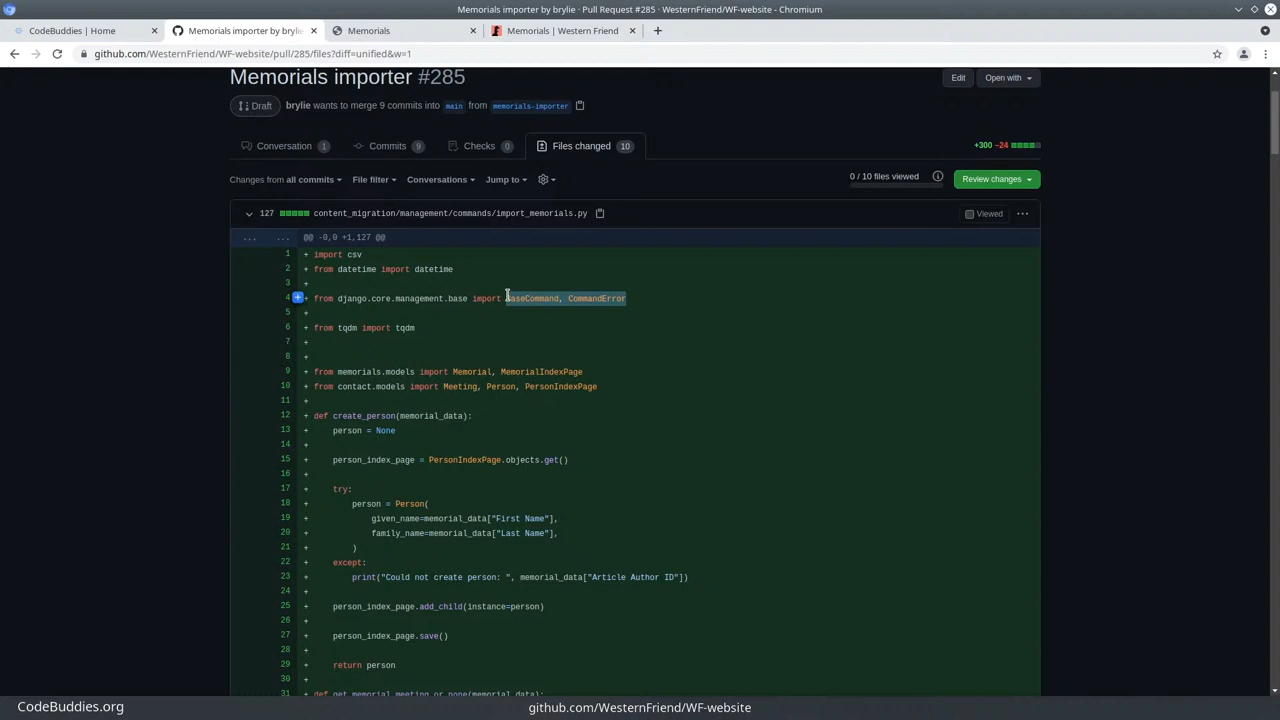 Memorials importer by brylie · Pull Request #285 · WesternFriend/WF-website - Chromium
CodeBuddies | Home
Memorials importer by brylie
Memorials
Memorials | Western Friend
github.com/WesternFriend/WF-website/pull/285/files?diff=unified&w=1
Memorials importer #285
Edit
Open with
Draft
brylie wants to merge 9 commits into main from memorials-importer
Conversation 1
Commits 9
Checks 0
Files changed 10
+300 −24
Changes from all commits
File filter
Conversations
Jump to
0 / 10 files viewed
Review changes
127 content_migration/management/commands/import_memorials.py
Viewed
... ... @@ -0,0 +1,127 @@
1 + import csv
2 + from datetime import datetime
3 +
4 + from django.core.management.base import BaseCommand, CommandError
5 +
6 + from tqdm import tqdm
7 +
8 +
9 + from memorials.models import Memorial, MemorialIndexPage
10 + from contact.models import Meeting, Person, PersonIndexPage
11 +
12 + def create_person(memorial_data):
13 + person = None
14 +
15 + person_index_page = PersonIndexPage.objects.get()
16 +
17 + try:
18 + person = Person(
19 + given_name=memorial_data["First Name"],
20 + family_name=memorial_data["Last Name"],
21 + )
22 + except:
23 + print("Could not create person: ", memorial_data["Article Author ID"])
24 +
25 + person_index_page.add_child(instance=person)
26 +
27 + person_index_page.save()
28 +
29 + return person
30 +
31 + def get_memorial_meeting_or_none(memorial_data):
CodeBuddies.org
github.com/WesternFriend/WF-website